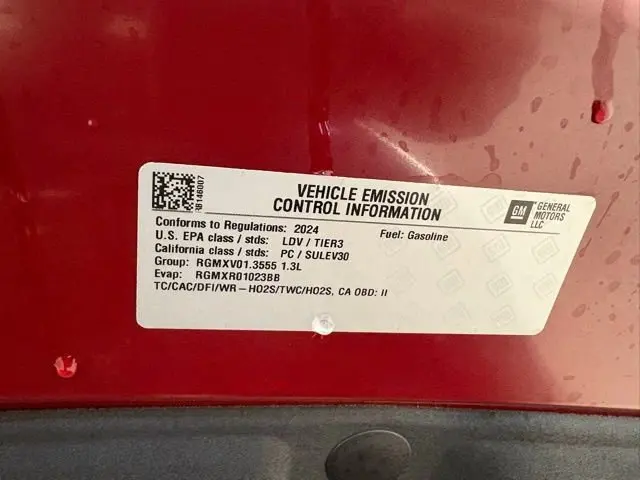 VEHICLE EMISSION
CONTROL INFORMATION
GM
GENERAL
MOTORS
LLC
RB146007
Conforms to Regulations: 2024
Fuel: Gasoline
U.S. EPA class / stds: LDV / TIER3
California class / stds: PC / SULEV30
Group: RGMXV01.3555 1.3L
Evap: RGMXR01023BB
TC/CAC/DFI/WR – HO2S/TWC/HO2S, CA OBD: II